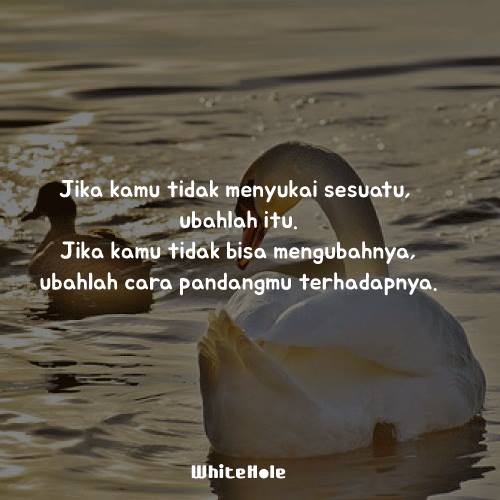 Jika kamu tidak menyukai sesuatu,
ubahlah itu.
Jika kamu tidak bisa mengubahnya,
ubahlah cara pandangmu terhadapnya.
WhiteHole